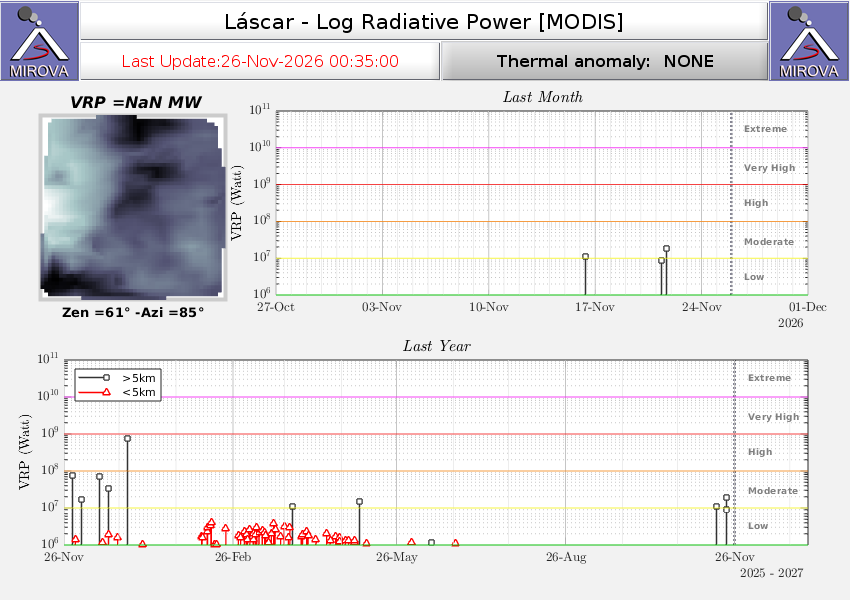 Láscar - Log Radiative Power [MODIS]
MIROVA
Last Update:26-Nov-2026 00:35:00
Thermal anomaly: NONE
MIROVA
VRP =NaN MW
Zen =61° -Azi =85°
Last Month
VRP (Watt)
10^11
10^10
10^9
10^8
10^7
10^6
Extreme
Very High
High
Moderate
Low
27-Oct
03-Nov
10-Nov
17-Nov
24-Nov
01-Dec
2026
Last Year
VRP (Watt)
10^11
10^10
10^9
10^8
10^7
10^6
>5km
<5km
Extreme
Very High
High
Moderate
Low
26-Nov
26-Feb
26-May
26-Aug
26-Nov
2025 - 2027